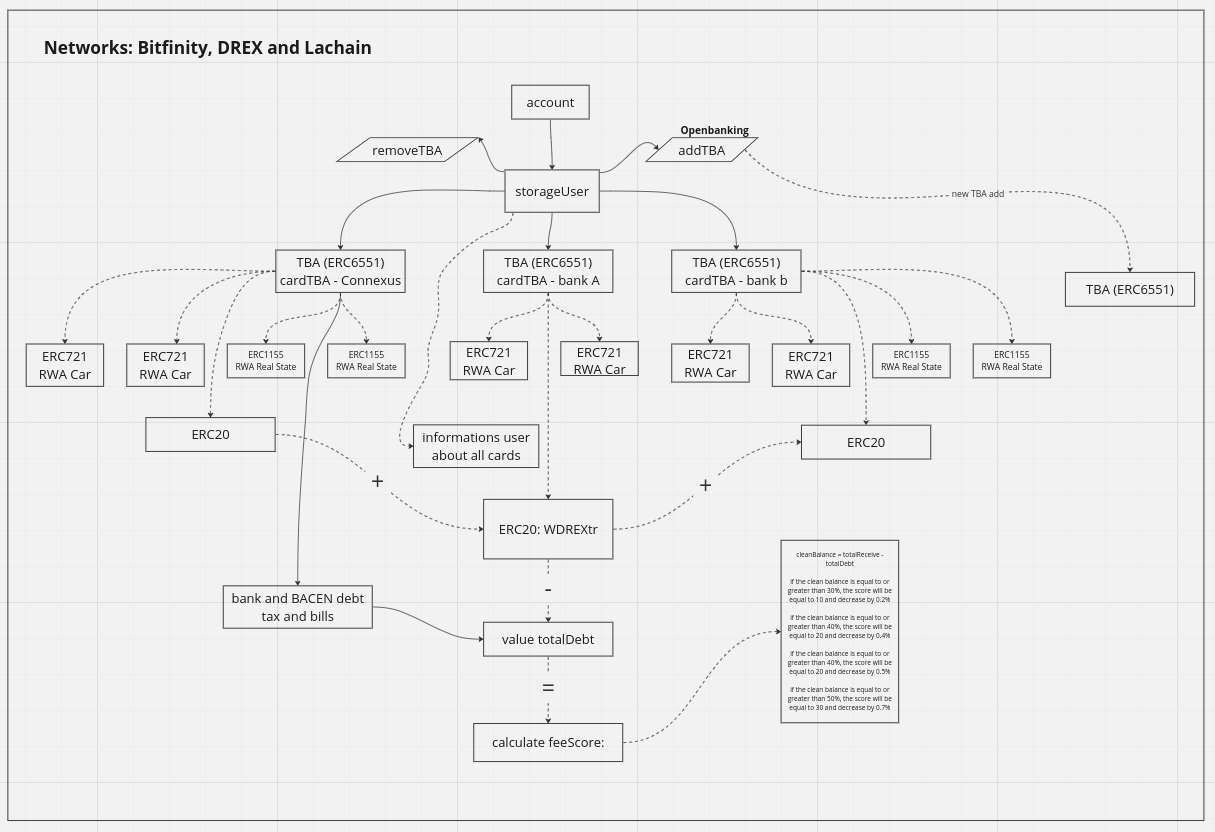 Networks: Bitfinity, DREX and Lachain
account
Openbanking
removeTBA
addTBA
storageUser
new TBA add
TBA (ERC6551)
cardTBA - Connexus
TBA (ERC6551)
cardTBA - bank A
TBA (ERC6551)
cardTBA - bank b
TBA (ERC6551)
ERC721
RWA Car
ERC721
RWA Car
ERC1155
RWA Real State
ERC1155
RWA Real State
ERC721
RWA Car
ERC721
RWA Car
ERC721
RWA Car
ERC721
RWA Car
ERC1155
RWA Real State
ERC1155
RWA Real State
ERC20
informations user
about all cards
ERC20
+
+
ERC20: WDREXtr
-
bank and BACEN debt
tax and bills
value totalDebt
=
calculate feeScore:
cleanBalance = totalReceive -
totalDebt
if the clean balance is equal to or
greater than 30%, the score will be
equal to 10 and decrease by 0.2%
if the clean balance is equal to or
greater than 40%, the score will be
equal to 20 and decrease by 0.4%
if the clean balance is equal to or
greater than 40%, the score will be
equal to 20 and decrease by 0.5%
if the clean balance is equal to or
greater than 50%, the score will be
equal to 30 and decrease by 0.7%